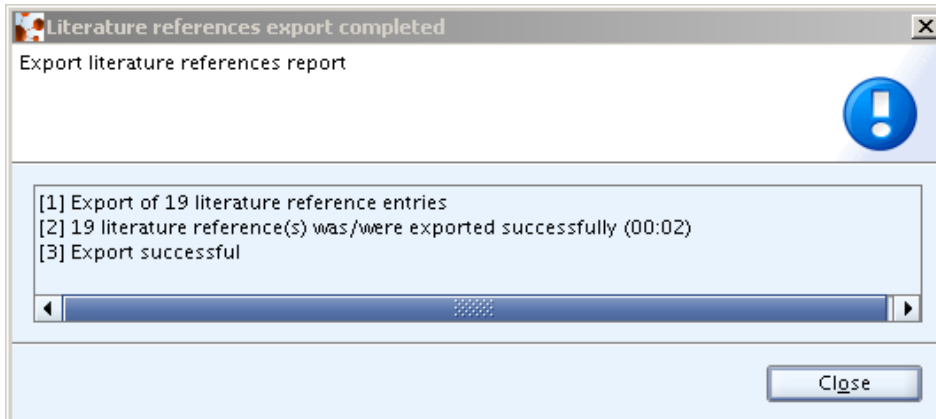 Literature references export completed
Export literature references report
[1] Export of 19 literature reference entries
[2] 19 literature reference(s) was/were exported successfully (00:02)
[3] Export successful
Close